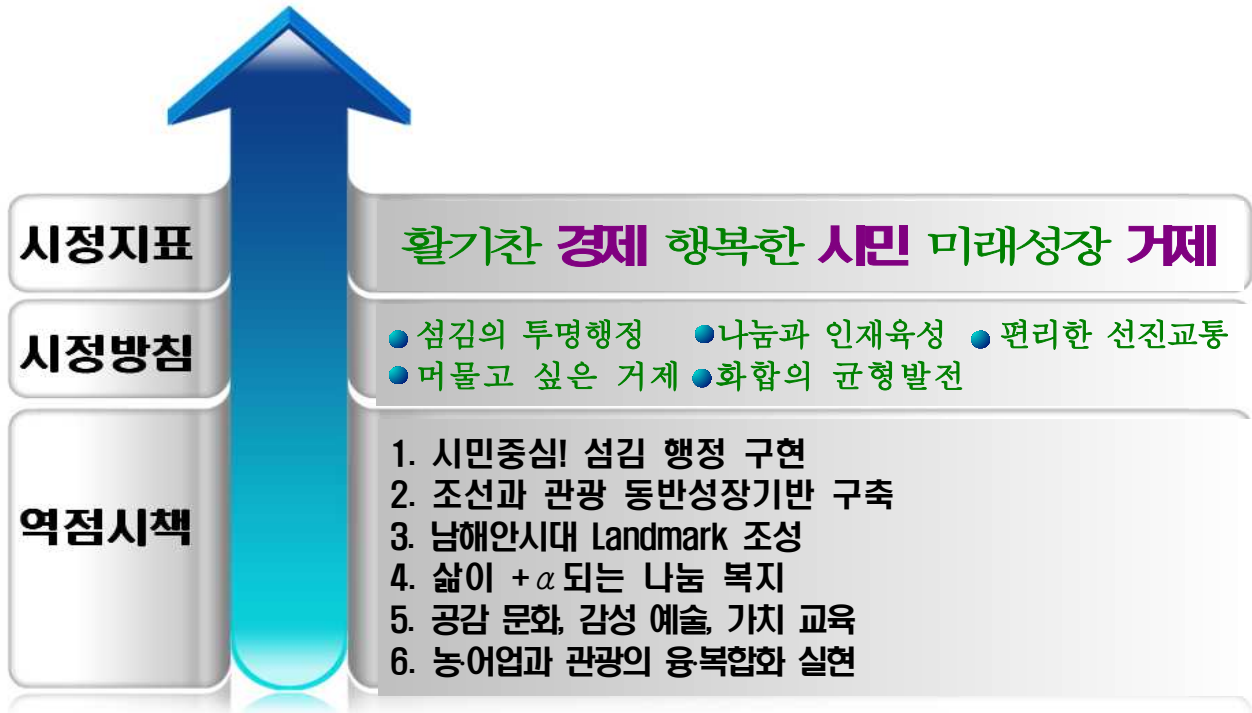 시정지표
활기찬 경제 행복한 시민 미래성장 거제
시정방침
섬김의 투명행정 나눔과 인재육성 편리한 선진교통
머물고 싶은 거제 화합의 균형발전
역점시책
1. 시민중심! 섬김 행정 구현
2. 조선과 관광 동반성장기반 구축
3. 남해안시대 Landmark 조성
4. 삶이 +α되는 나눔 복지
5. 공감 문화, 감성 예술, 가치 교육
6. 농·어업과 관광의 융·복합화 실현